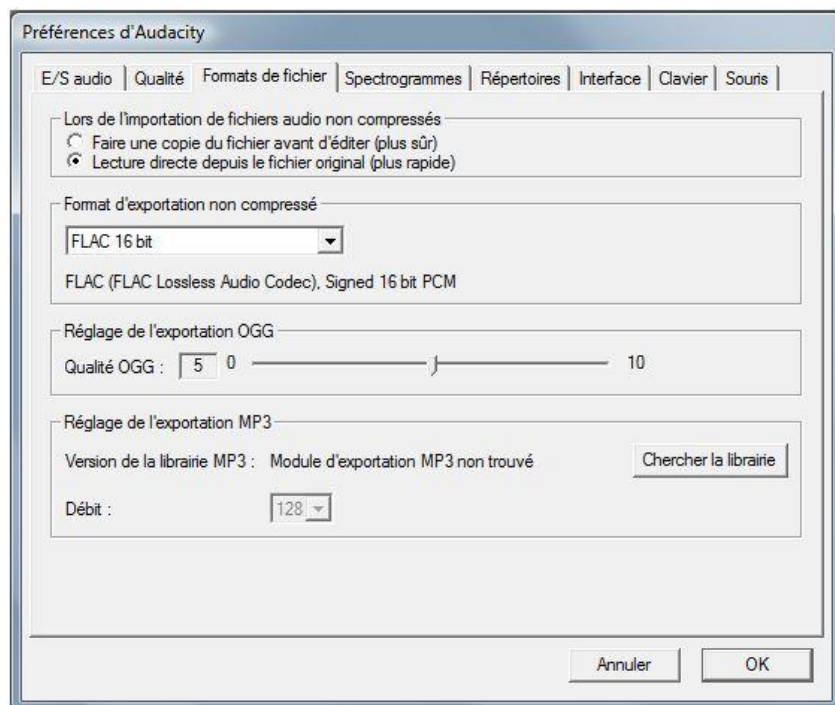 Préférences d'Audacity
E/S audio Qualité Formats de fichier Spectrogrammes Répertoires Interface Clavier Souris
Lors de l'importation de fichiers audio non compressés
Faire une copie du fichier avant d'éditer (plus sûr)
Lecture directe depuis le fichier original (plus rapide)
Format d'exportation non compressé
FLAC 16 bit
FLAC (FLAC Lossless Audio Codec), Signed 16 bit PCM
Réglage de l'exportation OGG
Qualité OGG : 5 0 10
Réglage de l'exportation MP3
Version de la librairie MP3 : Module d'exportation MP3 non trouvé Chercher la librairie
Débit : 128
Annuler OK